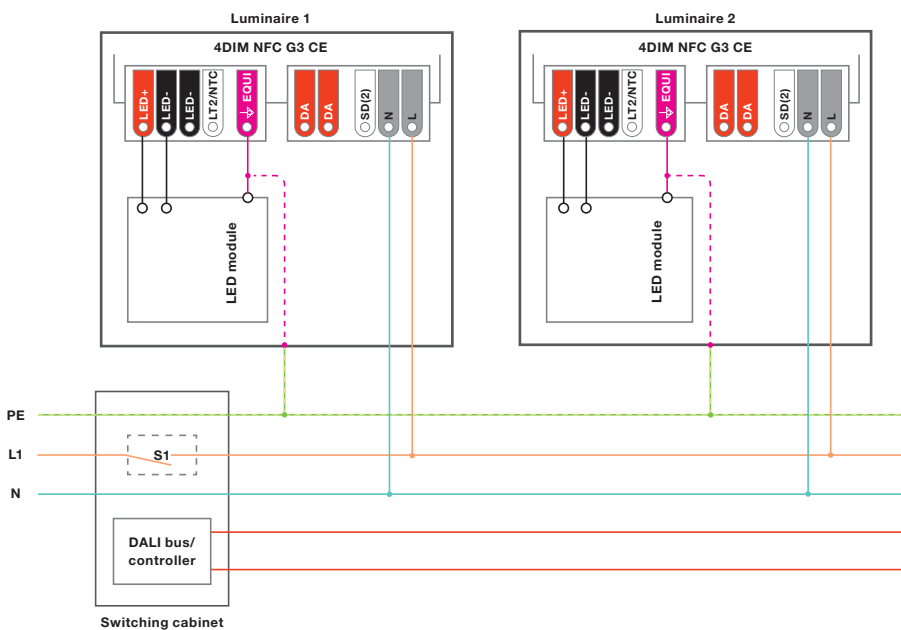 Luminaire 1
4DIM NFC G3 CE
LED+
LED-
LED-
LT2/NTC
EQUI
DA
DA
SD(2)
N
L
LED module
Luminaire 2
4DIM NFC G3 CE
LED+
LED-
LED-
LT2/NTC
EQUI
DA
DA
SD(2)
N
L
LED module
PE
L1
S1
N
DALI bus/
controller
Switching cabinet